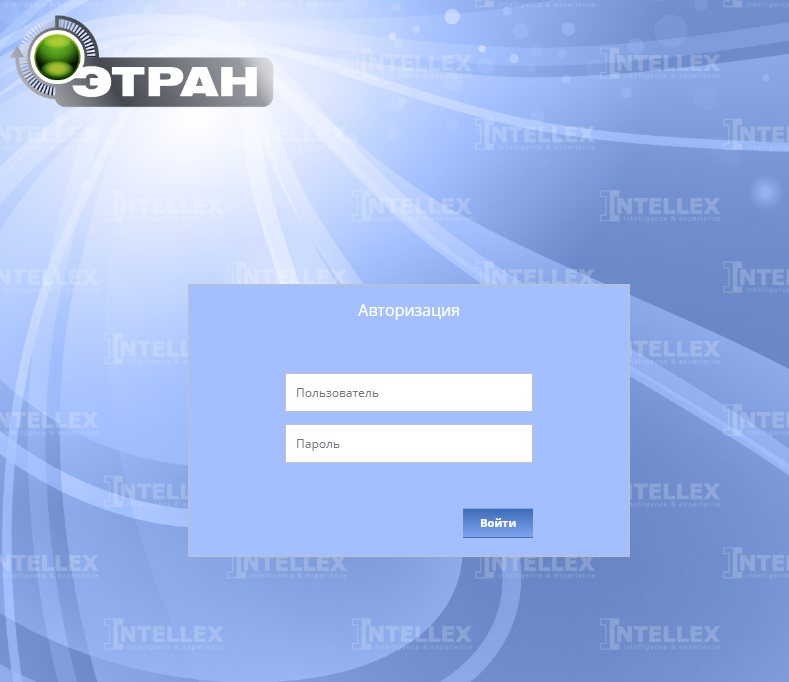 ЭТРАН
INTELLEX
intelligence & experience
Авторизация
Пользователь
Пароль
Войти